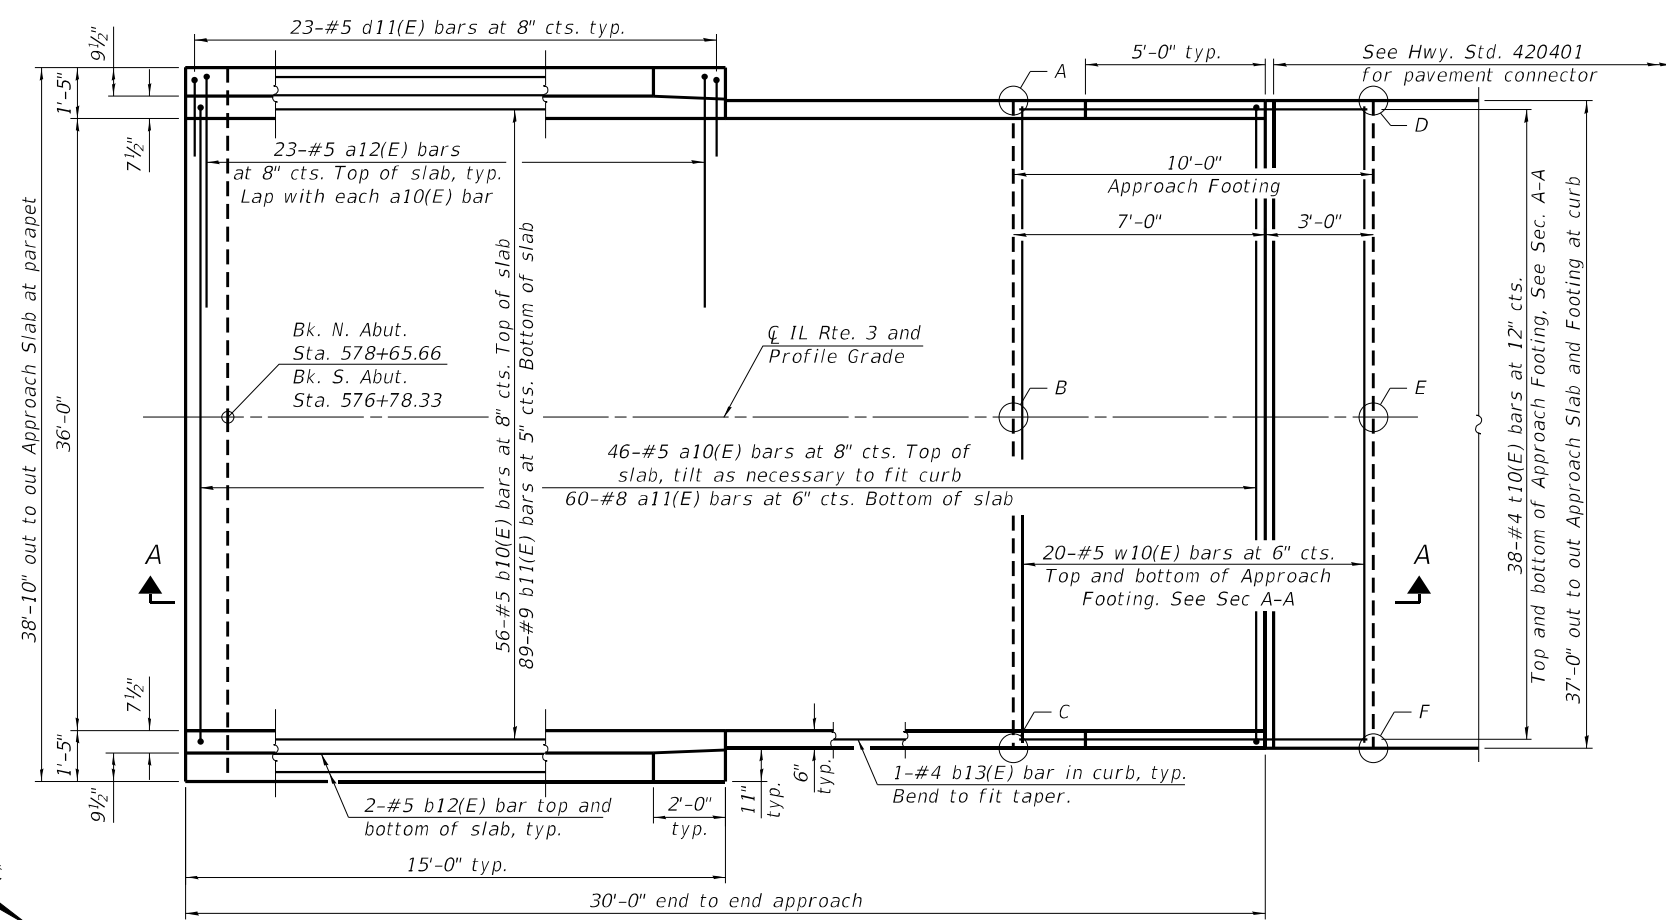 23-#5 d11(E) bars at 8" cts. typ.
9½"
1'-5"
7½"
5'-0" typ.
See Hwy. Std. 420401
for pavement connector
A
D
23-#5 a12(E) bars
at 8" cts. Top of slab, typ.
Lap with each a10(E) bar
10'-0"
Approach Footing
7'-0"
3'-0"
38'-10" out to out Approach Slab at parapet
36'-0"
Bk. N. Abut.
Sta. 578+65.66
Bk. S. Abut.
Sta. 576+78.33
56-#5 b10(E) bars at 8" cts. Top of slab
89-#9 b11(E) bars at 5" cts. Bottom of slab
℄ IL Rte. 3 and
Profile Grade
B
E
46-#5 a10(E) bars at 8" cts. Top of
slab, tilt as necessary to fit curb
60-#8 a11(E) bars at 6" cts. Bottom of slab
38-#4 t10(E) bars at 12" cts.
Top and bottom of Approach Footing, See Sec. A-A
37'-0" out to out Approach Slab and Footing at curb
A
A
20-#5 w10(E) bars at 6" cts.
Top and bottom of Approach
Footing. See Sec A-A
7½"
1'-5"
9½"
C
F
2-#5 b12(E) bar top and
bottom of slab, typ.
2'-0"
typ.
11"
typ.
6"
typ.
1-#4 b13(E) bar in curb, typ.
Bend to fit taper.
15'-0" typ.
30'-0" end to end approach